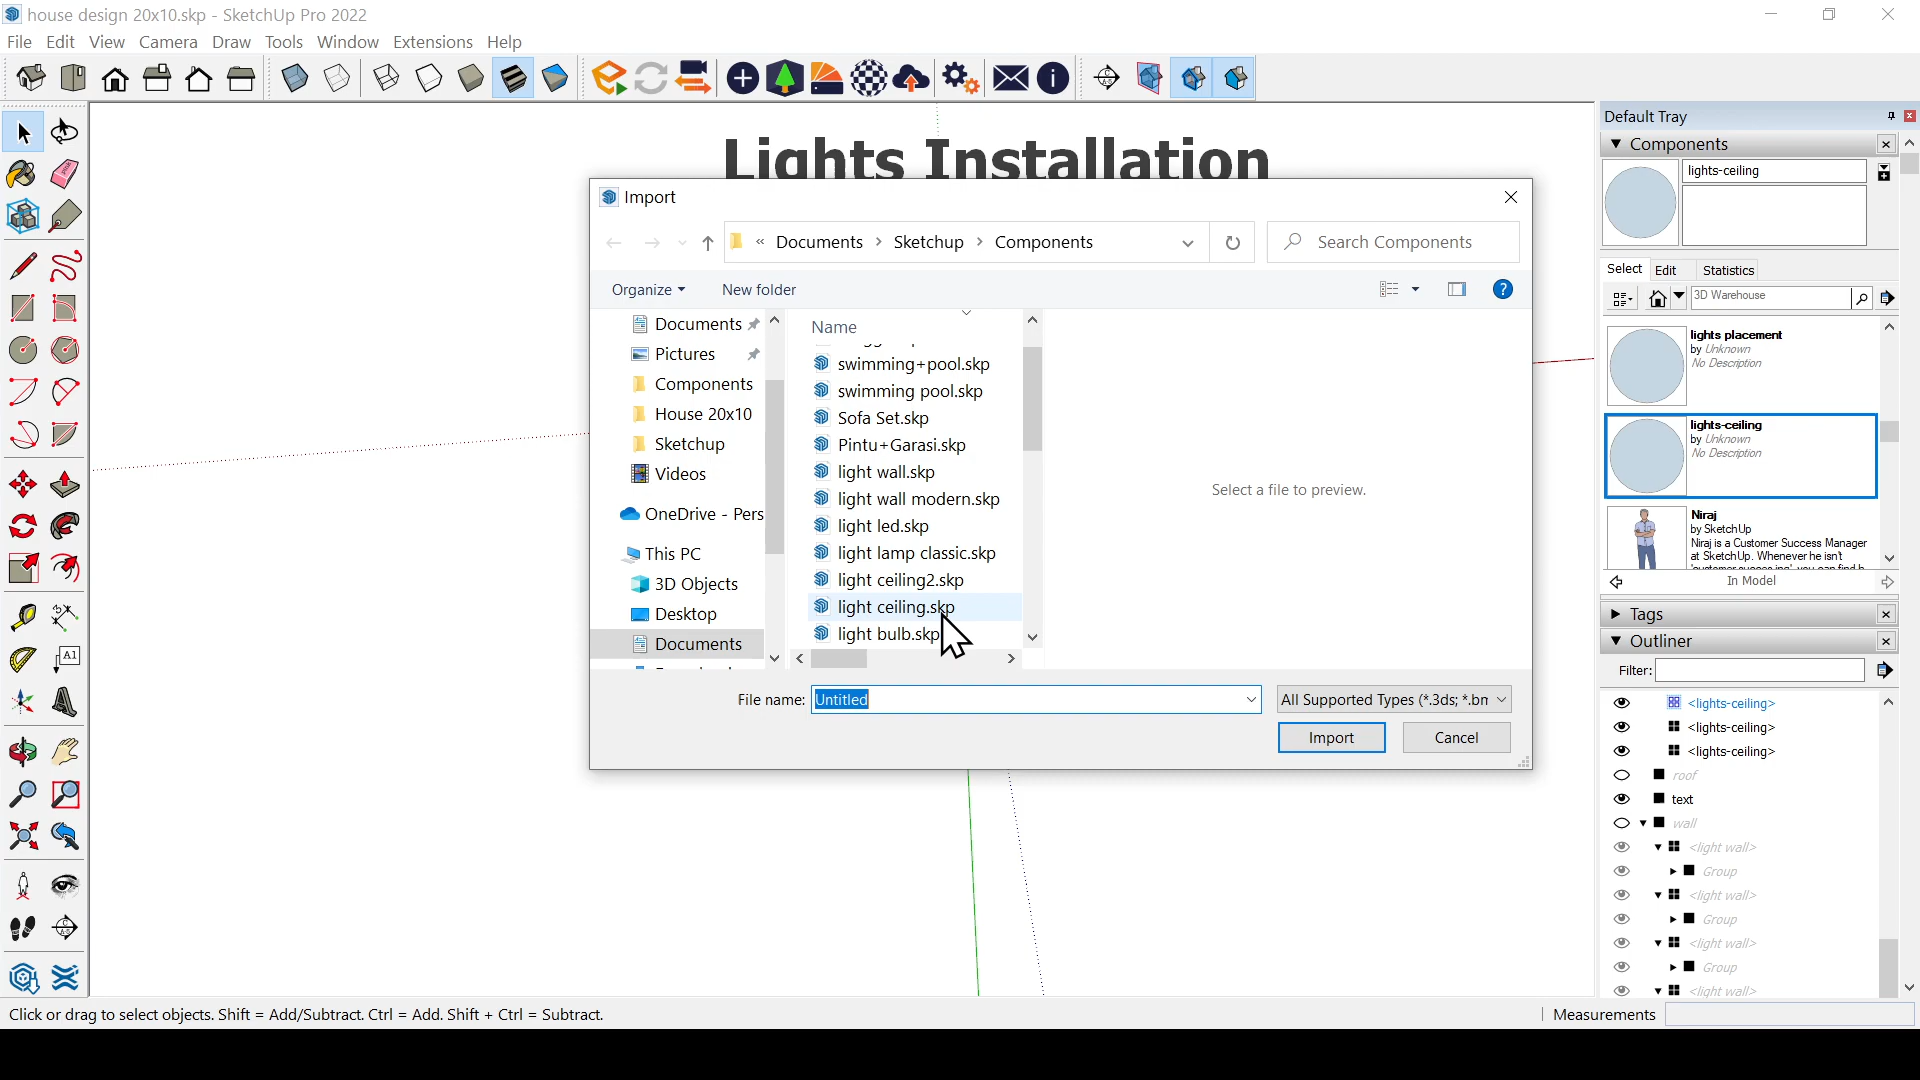 house design 20x10.skp - SketchUp Pro 2022
File Edit View Camera Draw Tools Window Extensions Help
Lights Installation
Import
« Documents > Sketchup > Components
Search Components
Organize
New folder
Documents
Pictures
Components
House 20x10
Sketchup
Videos
OneDrive - Pers
This PC
3D Objects
Desktop
Documents
Name
swimming+pool.skp
swimming pool.skp
Sofa Set.skp
Pintu+Garasi.skp
light wall.skp
light wall modern.skp
light led.skp
light lamp classic.skp
light ceiling2.skp
light ceiling.skp
light bulb.skp
Select a file to preview.
File name: Untitled
All Supported Types (*.3ds; *.bm
Import
Cancel
Default Tray
Components
lights-ceiling
Select Edit Statistics
3D Warehouse
lights placement
by Unknown
No Description
lights-ceiling
by Unknown
No Description
Niraj
by SketchUp
Niraj is a Customer Success Manager
at SketchUp. Whenever he isn't
In Model
Tags
Outliner
Filter:
<lights-ceiling>
<lights-ceiling>
<lights-ceiling>
roof
text
wall
<light wall>
Group
<light wall>
Group
<light wall>
Group
<light wall>
A1
Click or drag to select objects. Shift = Add/Subtract. Ctrl = Add. Shift + Ctrl = Subtract.
Measurements